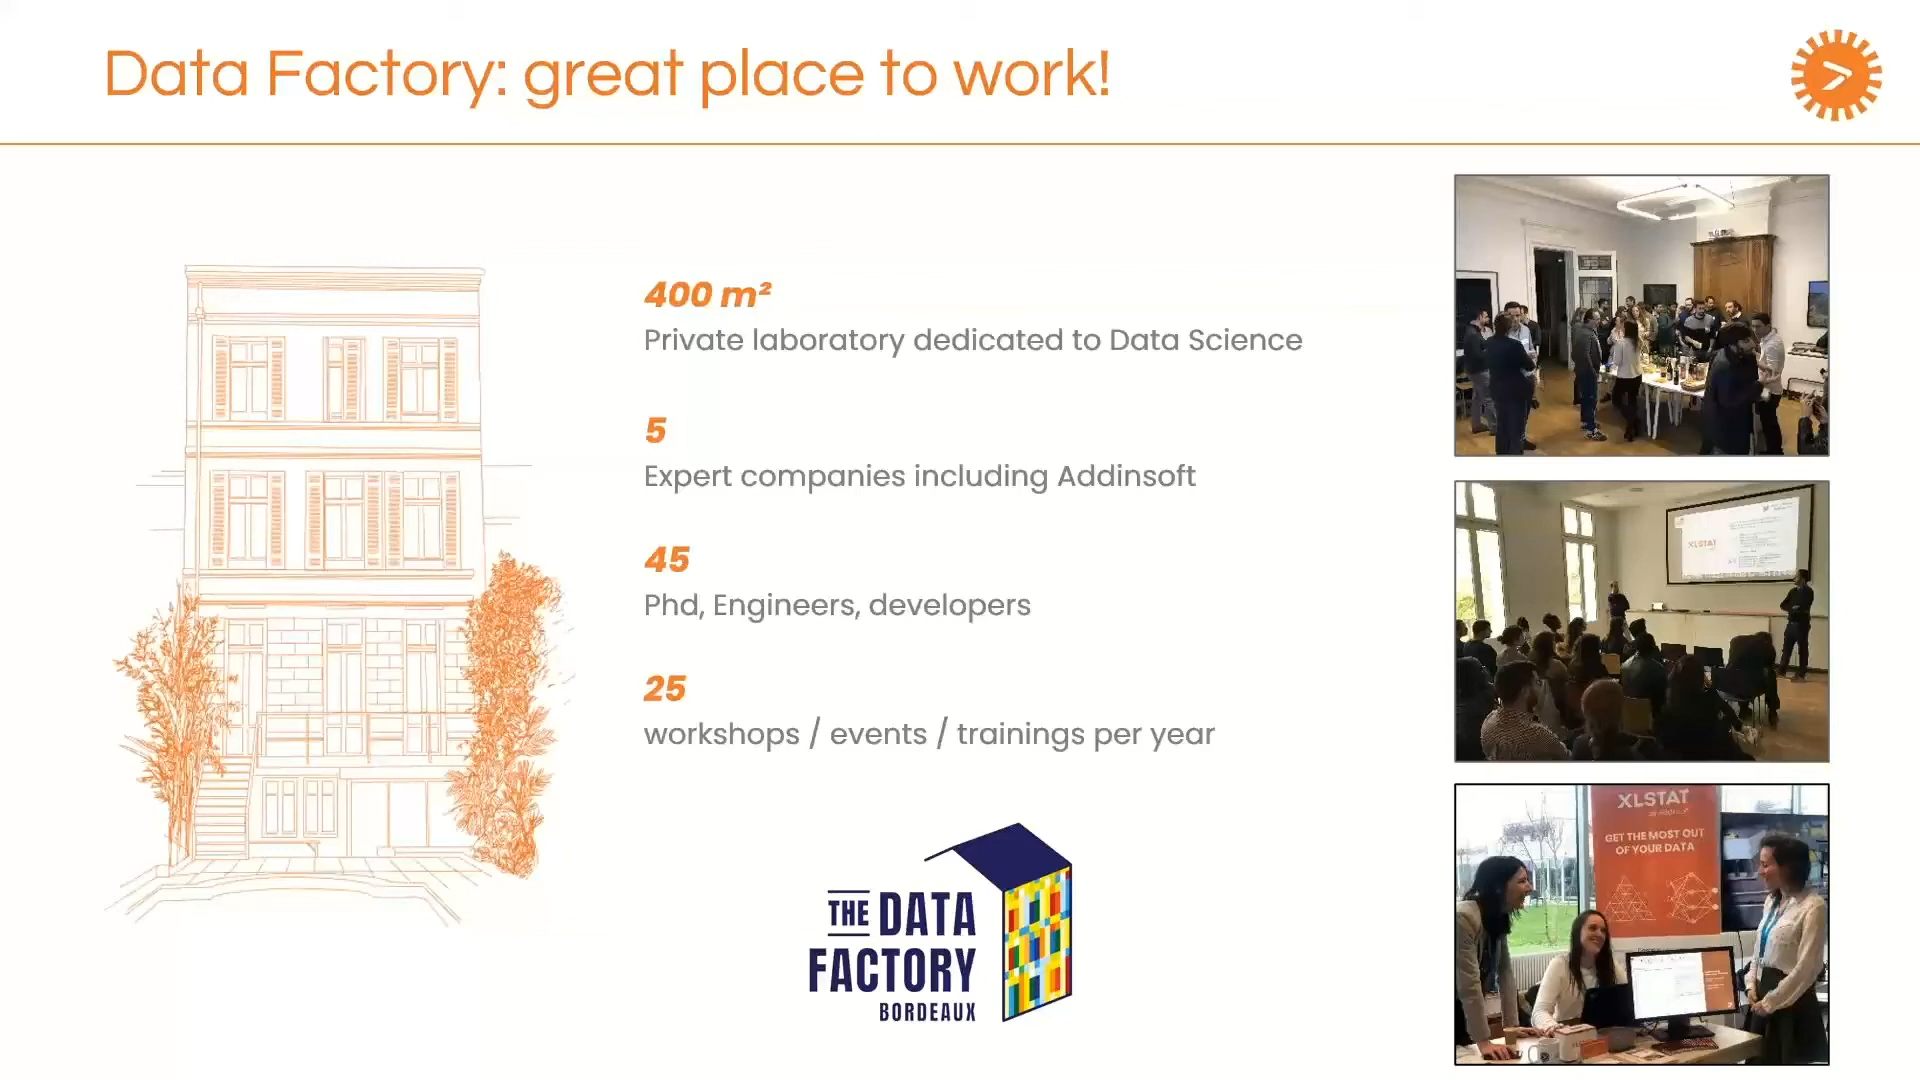 Data Factory: great place to work!
400 m²
Private laboratory dedicated to Data Science
5
Expert companies including Addinsoft
45
Phd, Engineers, developers
25
workshops / events / trainings per year
THE DATA
FACTORY
BORDEAUX
XLSTAT
XLSTAT
GET THE MOST OUT
OF YOUR DATA